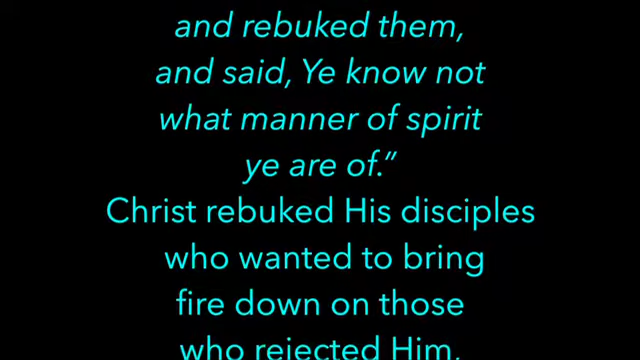 and rebuked them,
and said, Ye know not
what manner of spirit
ye are of.”
Christ rebuked His disciples
who wanted to bring
fire down on those
who rejected Him,